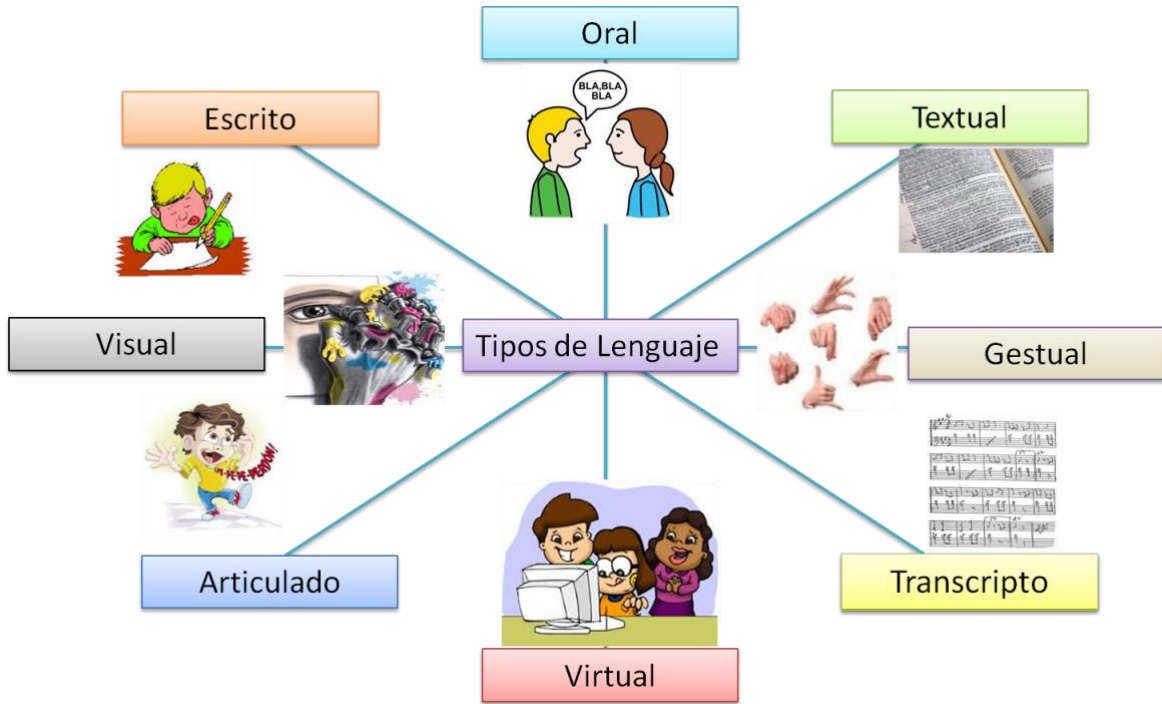 Oral
BLA,BLA
BLA
Escrito
Textual
Visual
Tipos de Lenguaje
Gestual
Articulado
Transcripto
Virtual